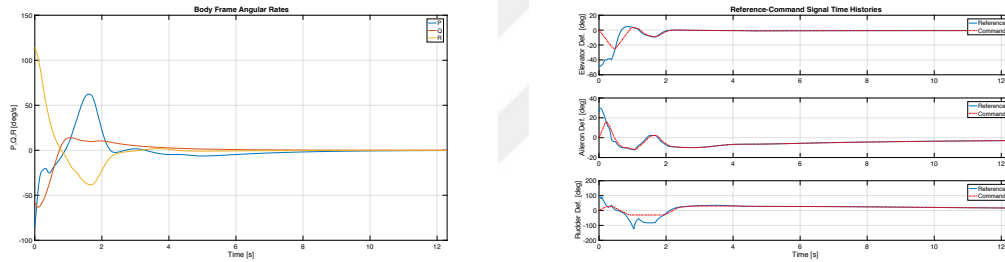 Body Frame Angular Rates
P,Q,R [deg/s]
150
100
50
0
-50
-100
0
2
4
6
8
10
12
Time [s]
P
Q
R
Reference-Command Signal Time Histories
Elevator Def. [deg]
20
0
-20
-40
-60
0
2
4
6
8
10
12
Reference
Command
Aileron Def. [deg]
40
20
0
-20
0
2
4
6
8
10
12
Reference
Command
Rudder Def. [deg]
200
100
0
-100
-200
0
2
4
6
8
10
12
Time [s]
Reference
Command